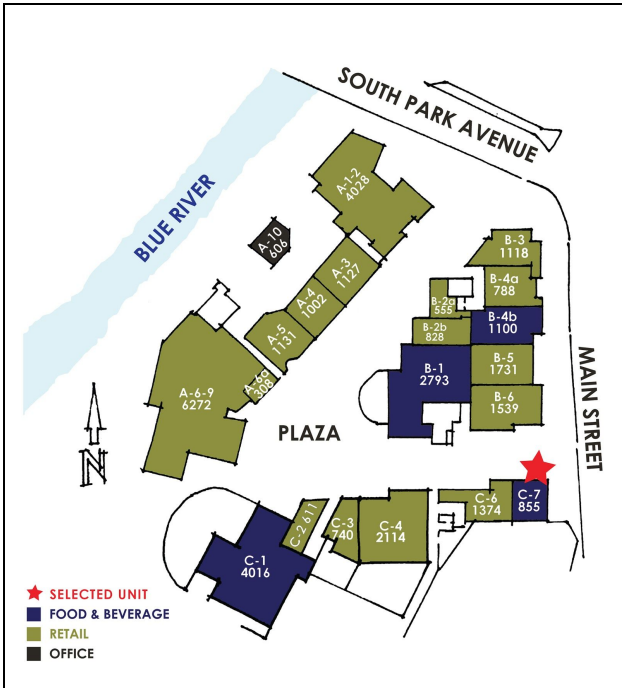 SOUTH PARK AVENUE
BLUE RIVER
A-1-2
4028
A-10
606
A-3
1127
A-4
1002
A-5
1131
A-6a
308
A-6-9
6272
B-3
1118
B-4a
788
B-2a
555
B-4b
1100
B-2b
828
B-1
2793
B-5
1731
B-6
1539
MAIN STREET
PLAZA
N
C-7
855
C-6
1374
C-2 611
C-3
740
C-4
2114
C-1
4016
SELECTED UNIT
FOOD & BEVERAGE
RETAIL
OFFICE